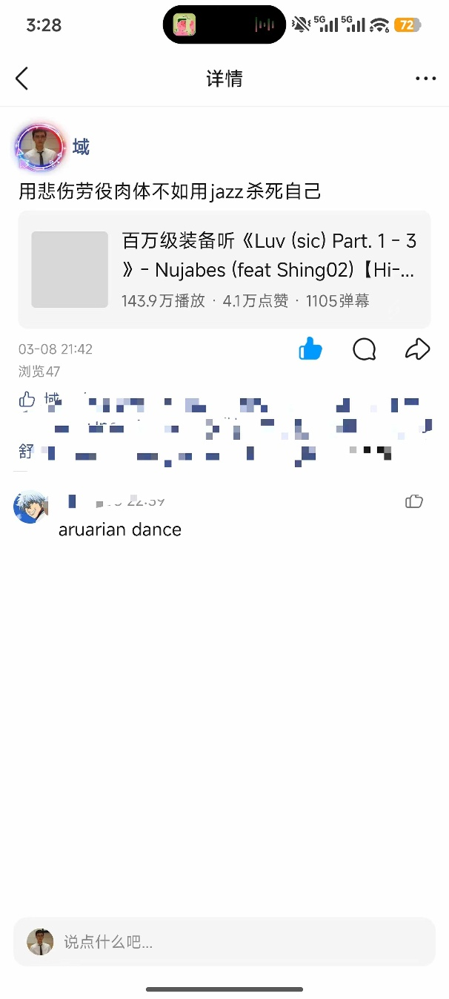 3:28
5G 5G 72
详情
域
用悲伤劳役肉体不如用jazz杀死自己
百万级装备听《Luv (sic) Part. 1 - 3
》- Nujabes (feat Shing02)【Hi-...
143.9万播放 · 4.1万点赞 · 1105弹幕
03-08 21:42
浏览47
域
舒
22:39
aruarian dance
说点什么吧...